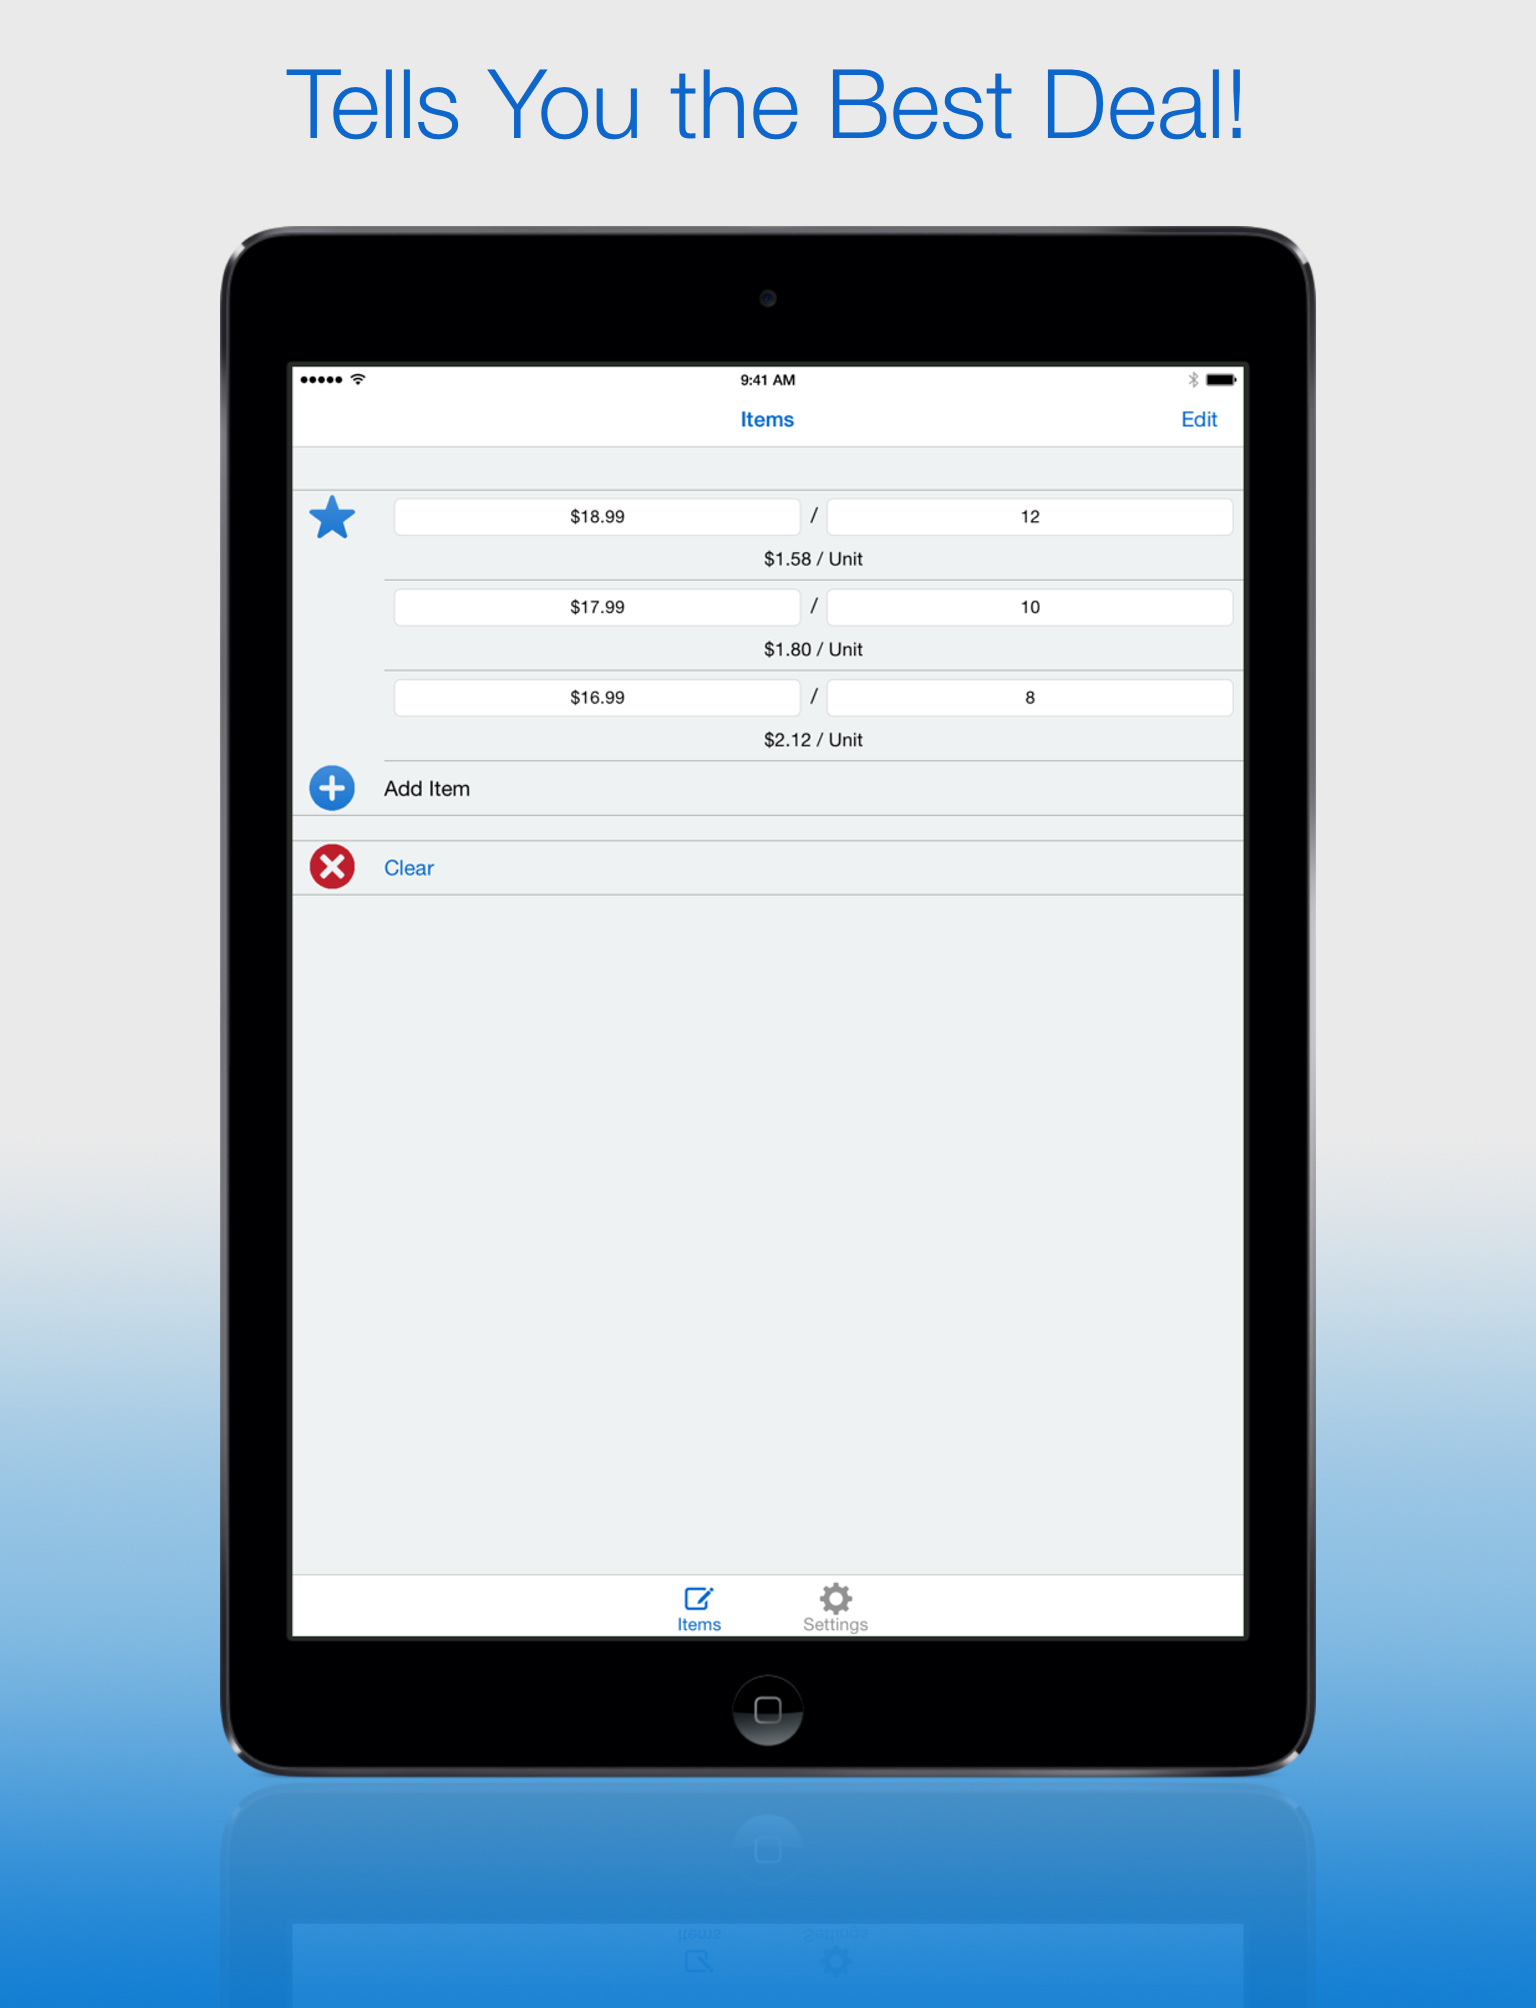 Tells You the Best Deal!
9:41 AM
Items
Edit
$18.99 / 12
$1.58 / Unit
$17.99 / 10
$1.80 / Unit
$16.99 / 8
$2.12 / Unit
Add Item
Clear
Items
Settings